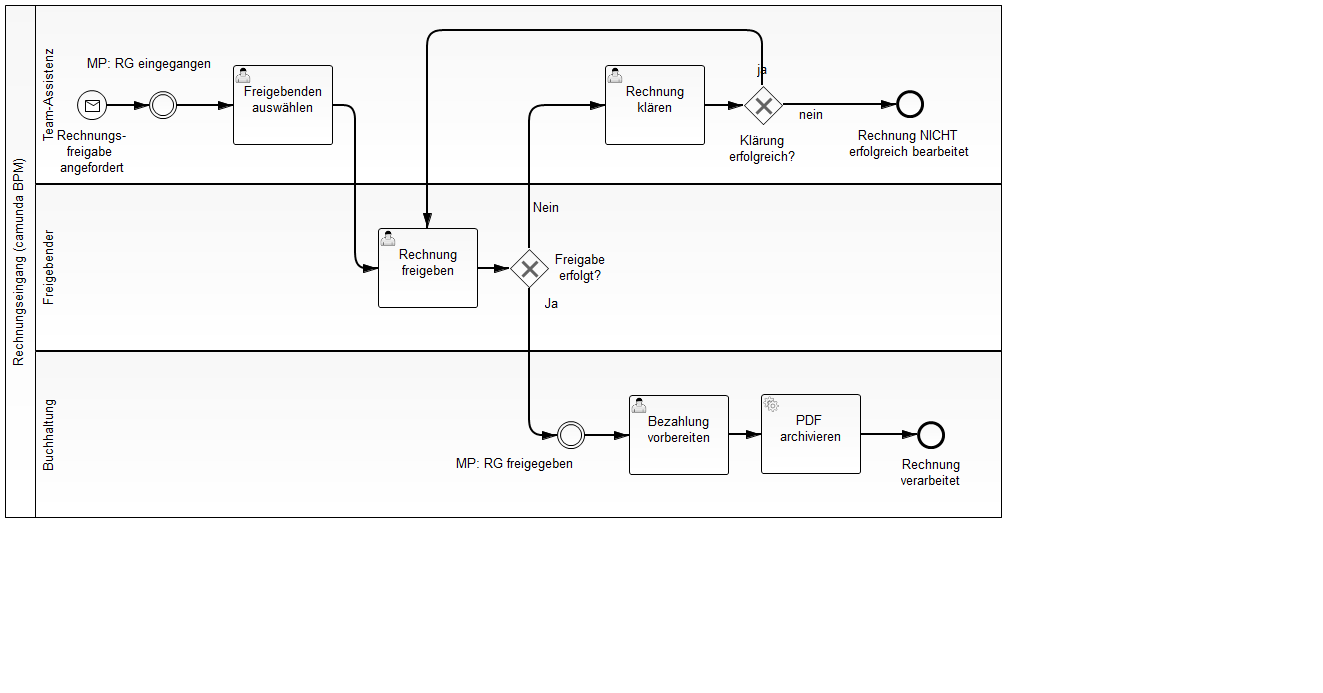 Rechnungseingang (camunda BPM)
Team-Assistenz
MP: RG eingegangen
Rechnungs-
freigabe
angefordert
Freigebenden
auswählen
Rechnung
klären
ja
nein
Klärung
erfolgreich?
Rechnung NICHT
erfolgreich bearbeitet
Freigebender
Nein
Rechnung
freigeben
Freigabe
erfolgt?
Ja
Buchhaltung
MP: RG freigegeben
Bezahlung
vorbereiten
PDF
archivieren
Rechnung
verarbeitet